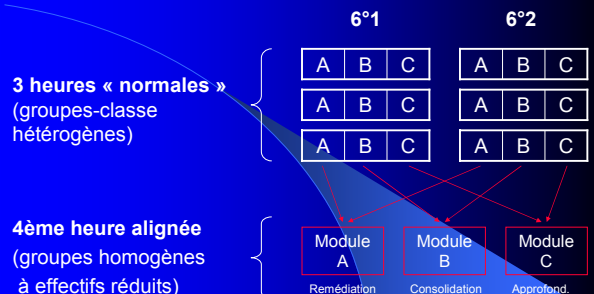 6°1 6°2
A B C A B C
3 heures « normales »
(groupes-classe
hétérogènes)
A B C A B C
A B C A B C
4ème heure alignée
(groupes homogènes
à effectifs réduits)
Module
A
Module
B
Module
C
Remédiation Consolidation Approfond.